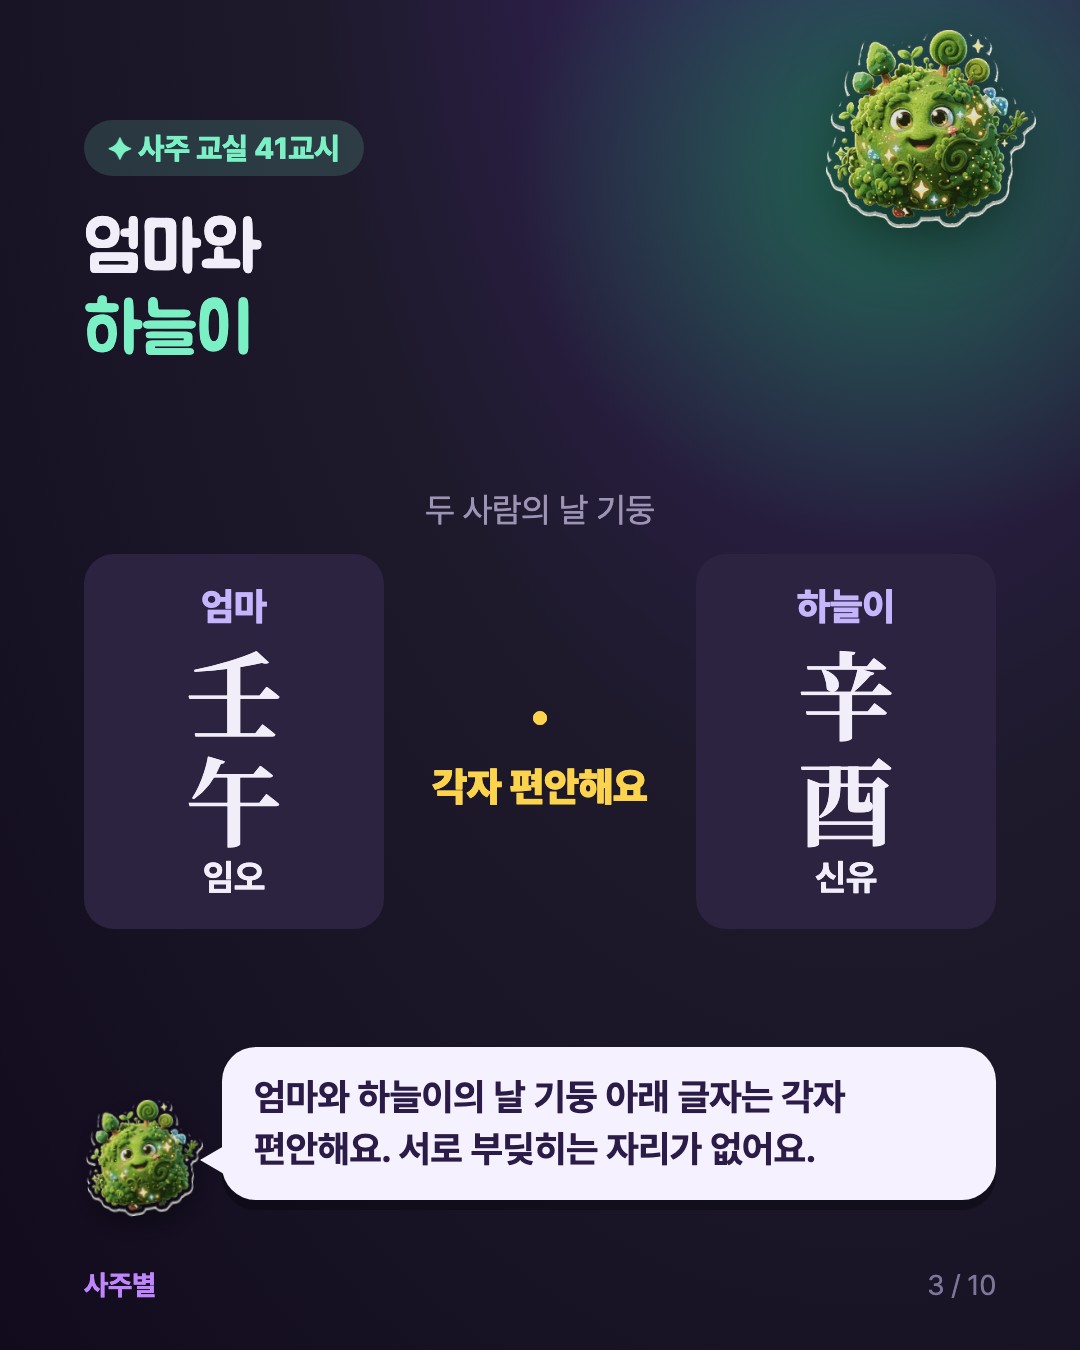 ✦ 사주 교실 41교시
엄마와
하늘이
두 사람의 날 기둥
엄마
壬
午
임오
각자 편안해요
하늘이
辛
酉
신유
엄마와 하늘이의 날 기둥 아래 글자는 각자
편안해요. 서로 부딪히는 자리가 없어요.
사주별
3 / 10